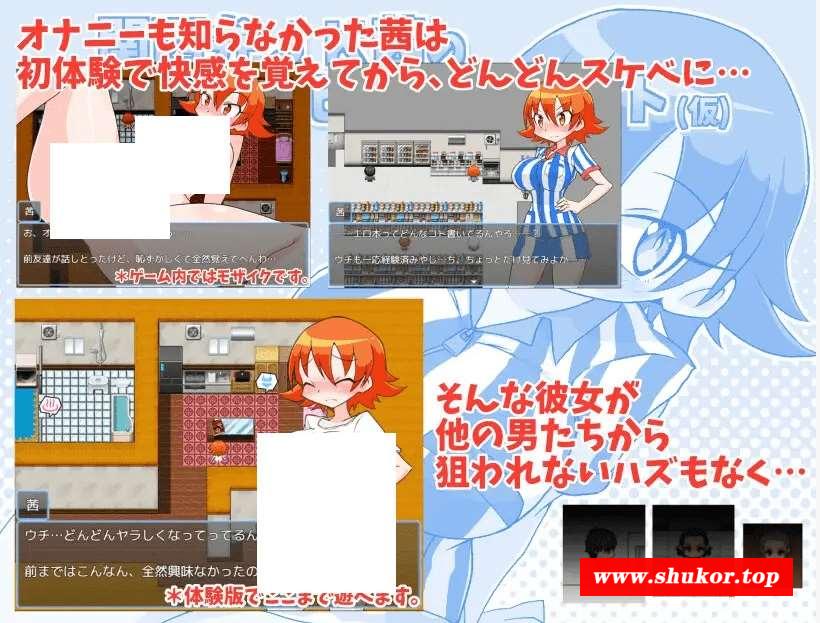 オナニーも知らなかった茜は
初体験で快感を覚えてから、どんどんスケベに…
ト(仮)
茜
お、オ
前友達が話しとったけど、恥ずかしくて全然覚えてへんわ…
＊ゲーム内ではモザイクです。
茜
エロ本ってどんなコト書いてるんやろ
ウチも一応経験済みやし…ち、ちょっとだけ見てみよか
そんな彼女が
他の男たちから
狙われないハズもなく…
茜
ウチ…どんどんヤラしくなってってるん
前まではこんなん、全然興味なかったの
＊体験版でここまで遊べます。
www.shukor.top